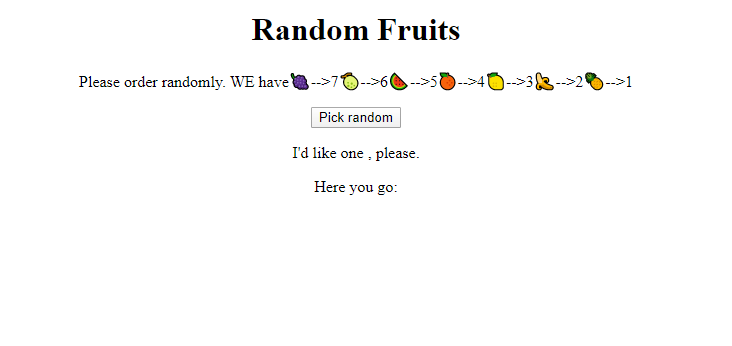 Random Fruits
Please order randomly. WE have🍇-->7🍈-->6🍉-->5🍊-->4🍋-->3🍌-->2🍍-->1
Pick random
I'd like one , please.
Here you go: